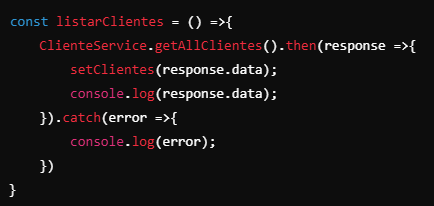 const listarClientes = () =>{
    ClienteService.getAllClientes().then(response =>{
        setClientes(response.data);
        console.log(response.data);
    }).catch(error =>{
        console.log(error);
    })
}